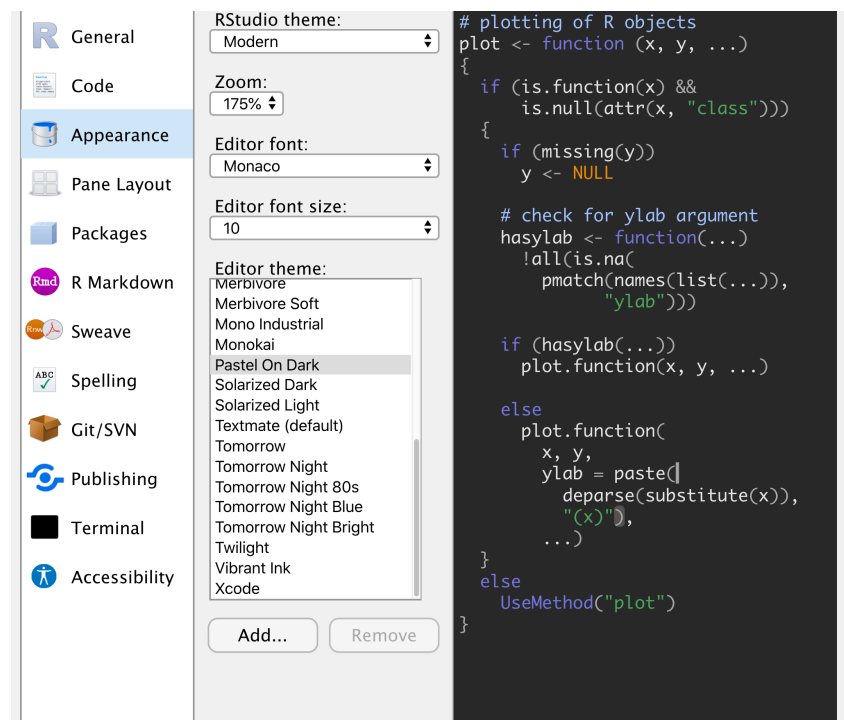 General
Code
Appearance
Pane Layout
Packages
Rmd
R Markdown
Rnw
Sweave
ABC
Spelling
Git/SVN
Publishing
Terminal
Accessibility
RStudio theme:
Modern
Zoom:
175%
Editor font:
Monaco
Editor font size:
10
Editor theme:
Merbivore
Merbivore Soft
Mono Industrial
Monokai
Pastel On Dark
Solarized Dark
Solarized Light
Textmate (default)
Tomorrow
Tomorrow Night
Tomorrow Night 80s
Tomorrow Night Blue
Tomorrow Night Bright
Twilight
Vibrant Ink
Xcode
Add...
Remove
# plotting of R objects
plot <- function (x, y, ...)
{
  if (is.function(x) &&
      is.null(attr(x, "class")))
  {
    if (missing(y))
      y <- NULL

    # check for ylab argument
    hasylab <- function(...)
      !all(is.na(
        pmatch(names(list(...)),
              "ylab")))

    if (hasylab(...))
      plot.function(x, y, ...)

    else
      plot.function(
        x, y,
        ylab = paste(
          deparse(substitute(x)),
          "(x)"),
        ...)
  }
  else
    UseMethod("plot")
}